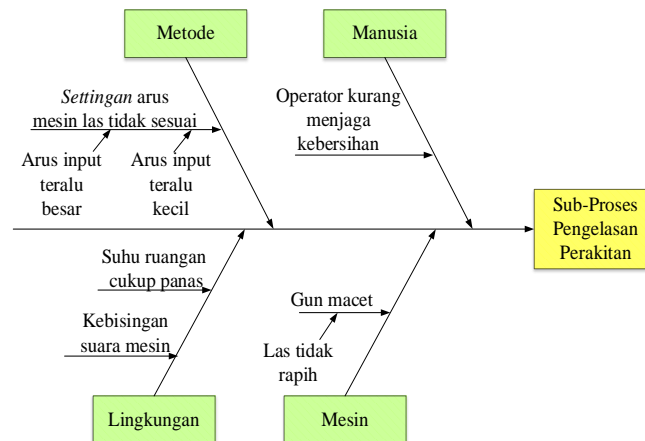 Metode
Manusia
Settingan arus
mesin las tidak sesuai
Arus input
teralu
besar
Arus input
teralu
kecil
Operator kurang
menjaga
kebersihan
Sub-Proses
Pengelasan
Perakitan
Suhu ruangan
cukup panas
Kebisingan
suara mesin
Gun macet
Las tidak
rapih
Lingkungan
Mesin